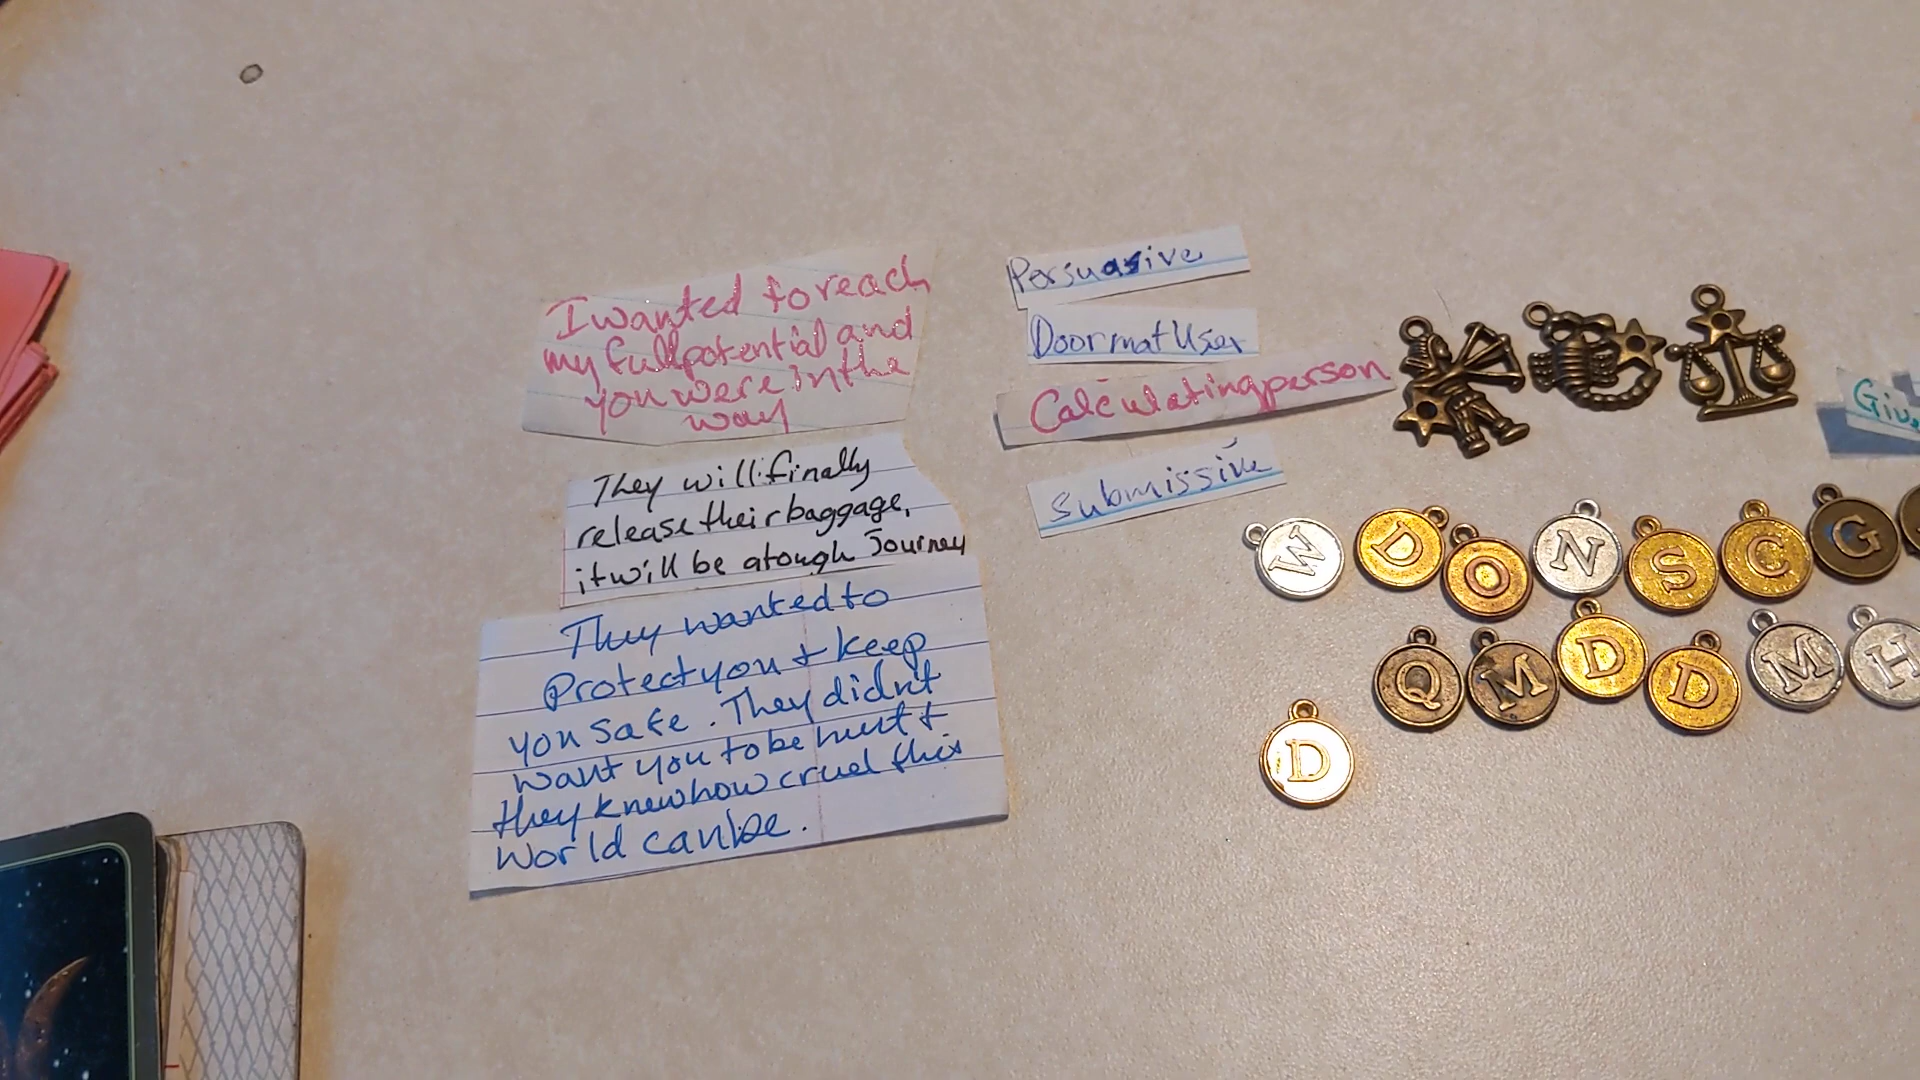 I wanted to reach
my full potential and
you were in the
way
They will finally
release their baggage,
it will be a tough Journey
They wanted to
Protect you + keep
you safe. They didn't
want you to be hurt +
they knew how cruel this
World can be.
Persuasive
Doormat User
Calculating person
Submissive
W D O N S C G
Q M D D M H
D